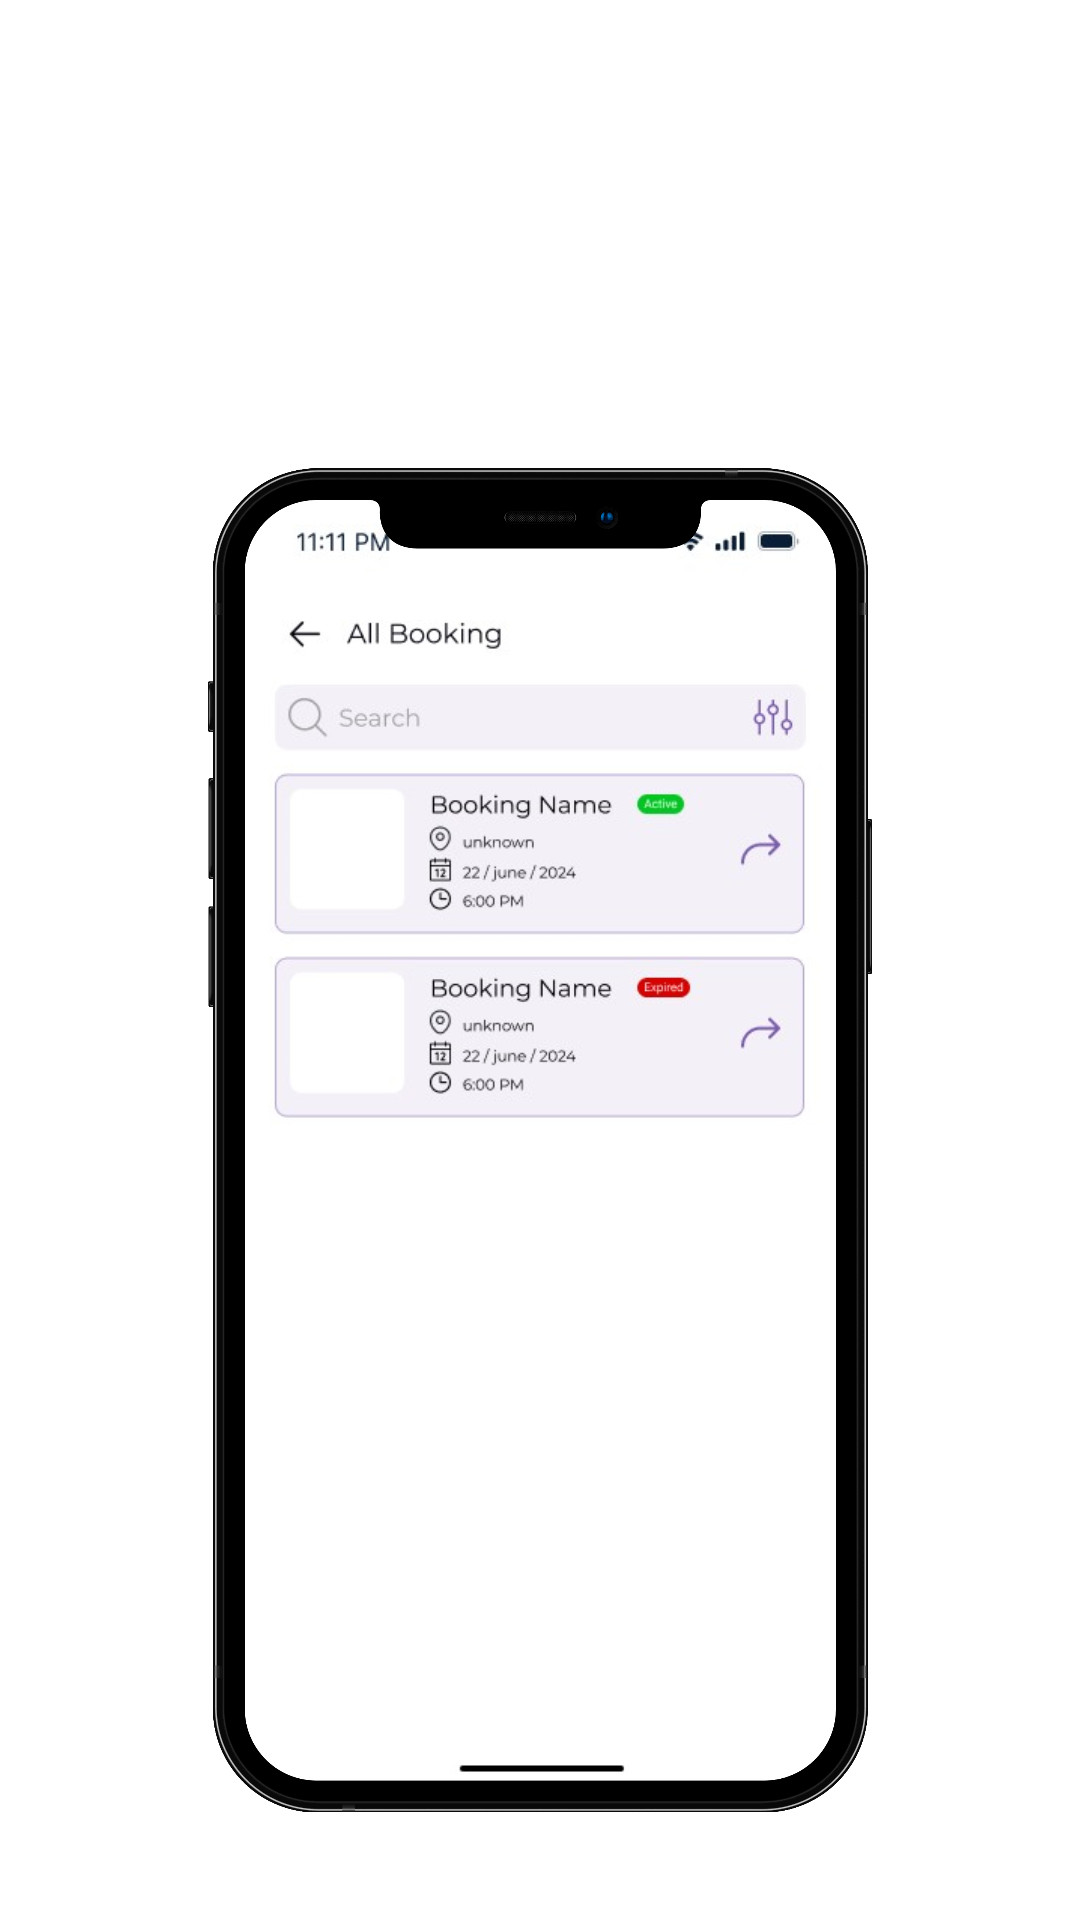 11:11 PM
All Booking
Search
Booking Name Active
unknown
12 22 / june / 2024
6:00 PM
Booking Name Expired
unknown
12 22 / june / 2024
6:00 PM